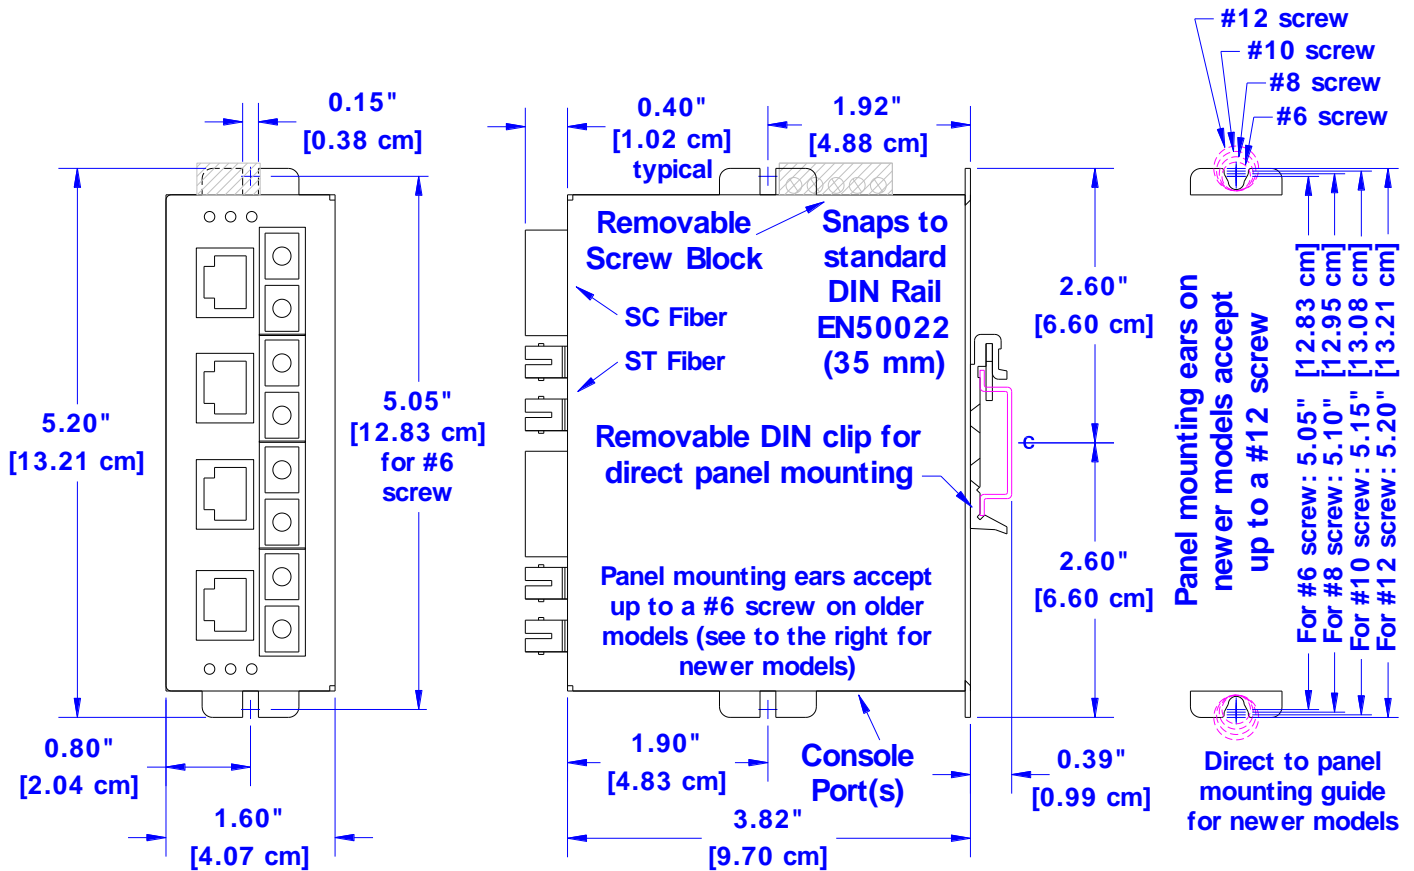 #12 screw
#10 screw
#8 screw
#6 screw
0.15"
[0.38 cm]
0.40"
[1.02 cm]
typical
1.92"
[4.88 cm]
Removable
Screw Block
Snaps to
standard
DIN Rail
EN50022
(35 mm)
SC Fiber
ST Fiber
2.60"
[6.60 cm]
5.20"
[13.21 cm]
5.05"
[12.83 cm]
for #6
screw
Removable DIN clip for
direct panel mounting
C
2.60"
[6.60 cm]
Panel mounting ears accept
up to a #6 screw on older
models (see to the right for
newer models)
Panel mounting ears on
newer models accept
up to a #12 screw
For #6 screw: 5.05" [12.83 cm]
For #8 screw: 5.10" [12.95 cm]
For #10 screw: 5.15" [13.08 cm]
For #12 screw: 5.20" [13.21 cm]
0.80"
[2.04 cm]
1.60"
[4.07 cm]
1.90"
[4.83 cm]
Console
Port(s)
0.39"
[0.99 cm]
3.82"
[9.70 cm]
Direct to panel
mounting guide
for newer models